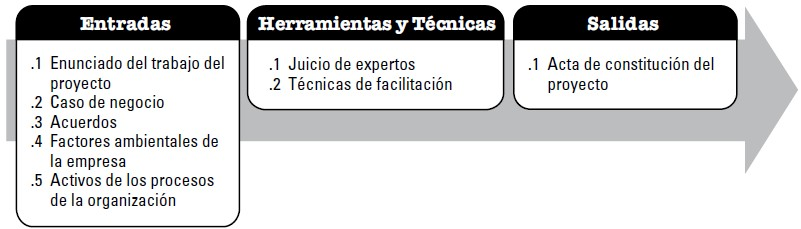 Entradas
.1 Enunciado del trabajo del
proyecto
.2 Caso de negocio
.3 Acuerdos
.4 Factores ambientales de
la empresa
.5 Activos de los procesos
de la organización
Herramientas y Técnicas
.1 Juicio de expertos
.2 Técnicas de facilitación
Salidas
.1 Acta de constitución del
proyecto